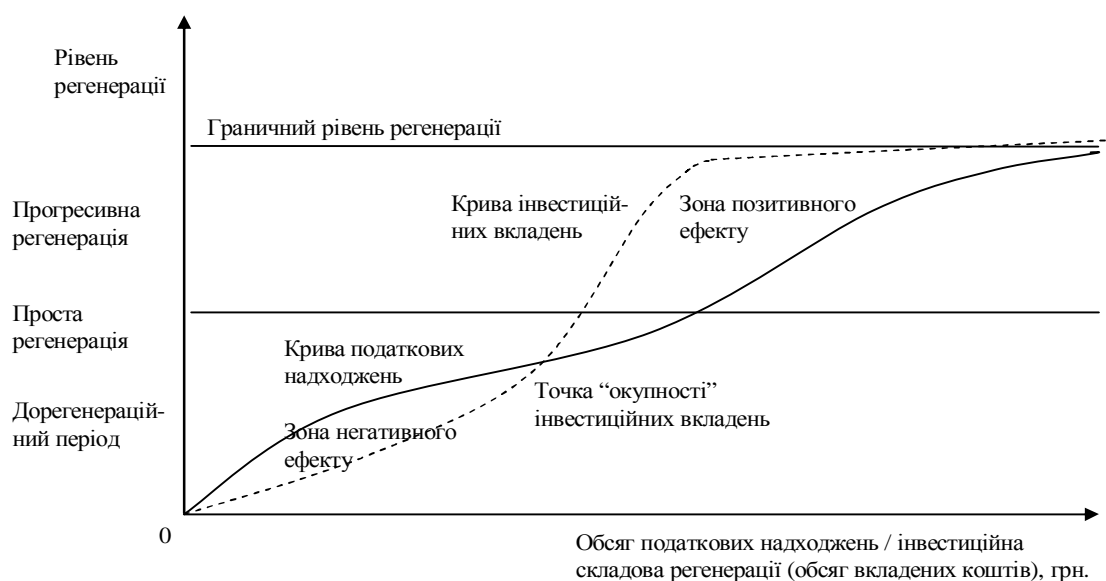 Рівень
регенерації
Граничний рівень регенерації
Прогресивна
регенерація
Крива інвестицій-
них вкладень
Зона позитивного
ефекту
Проста
регенерація
Крива податкових
надходжень
Точка “окупності”
інвестиційних вкладень
Дорегенерацій-
ний період
Зона негативного
ефекту
0
Обсяг податкових надходжень / інвестиційна
складова регенерації (обсяг вкладених коштів), грн.